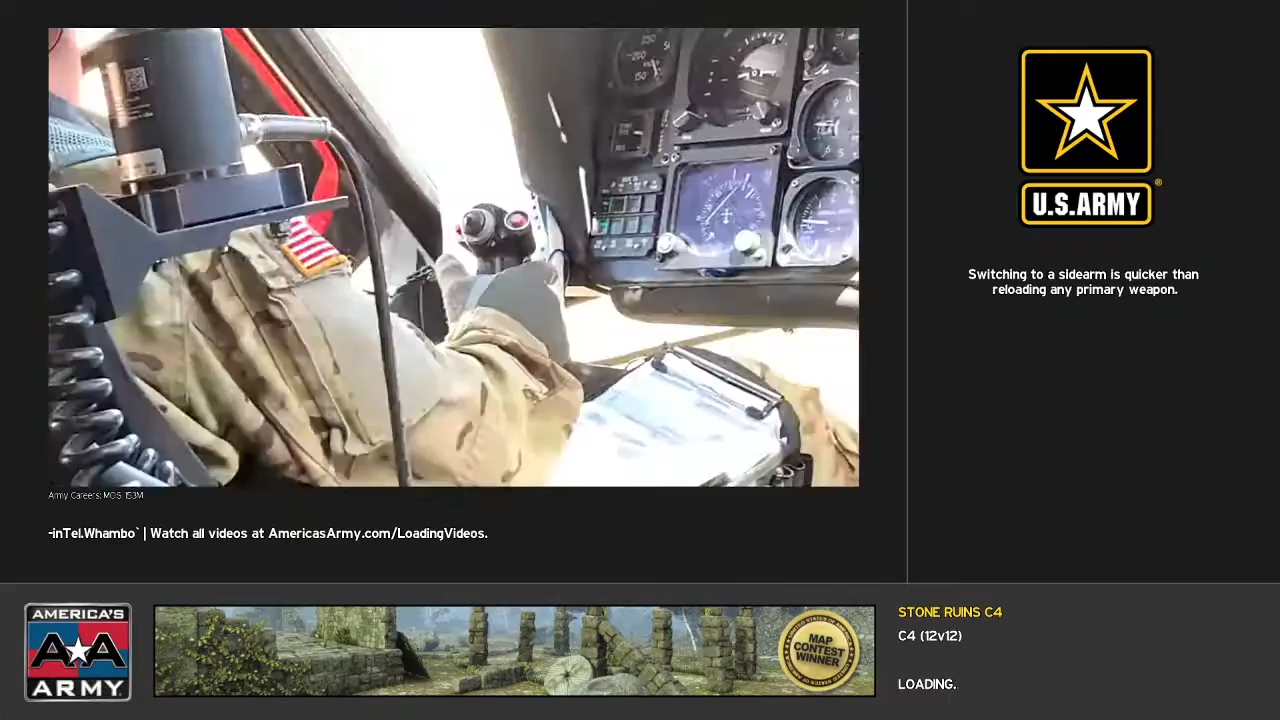 U.S.ARMY
®
Switching to a sidearm is quicker than
reloading any primary weapon.
Army Careers: MOS 153M
-inTel.Whambo` | Watch all videos at AmericasArmy.com/LoadingVideos.
AMERICA'S
AA
ARMY
MAP
CONTEST
WINNER
STONE RUINS C4
C4 (12v12)
LOADING.